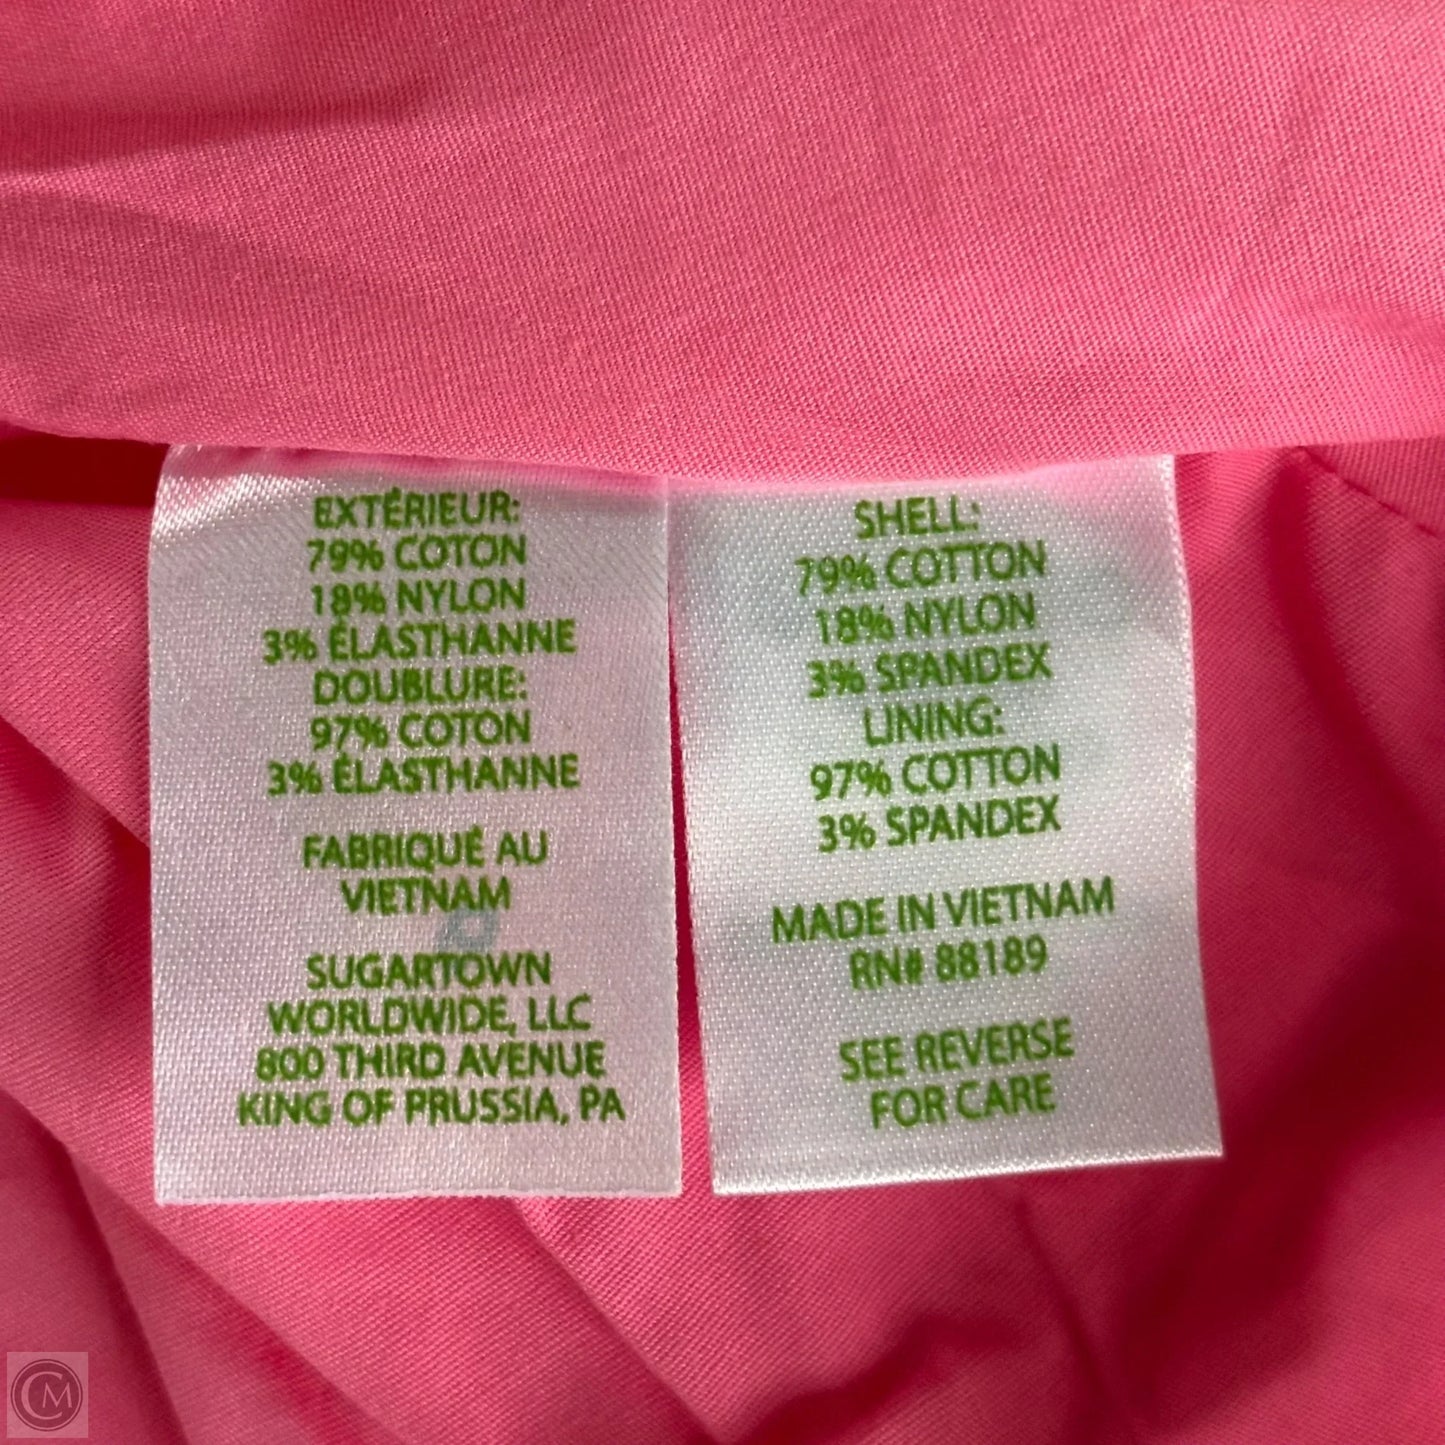 EXTÉRIEUR:
79% COTON
18% NYLON
3% ÉLASTHANNE
DOUBLURE:
97% COTON
3% ÉLASTHANNE
FABRIQUÉ AU
VIETNAM
SUGARTOWN
WORLDWIDE, LLC
800 THIRD AVENUE
KING OF PRUSSIA, PA
SHELL:
79% COTTON
18% NYLON
3% SPANDEX
LINING:
97% COTTON
3% SPANDEX
MADE IN VIETNAM
RN# 88189
SEE REVERSE
FOR CARE
CM